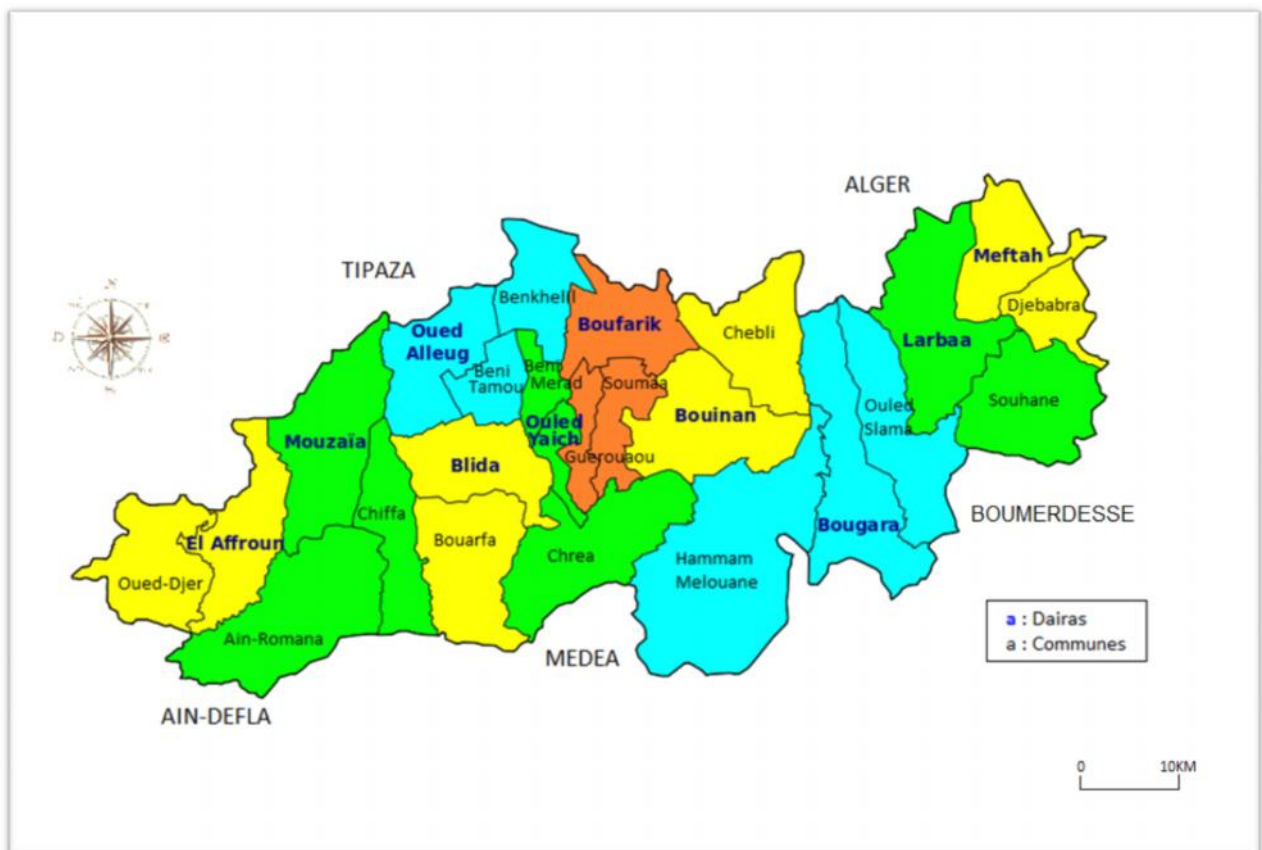 ALGER
Meftah
TIPAZA
Benkhelil
Djebabra
Oued
Alleug
Boufarik
Chebli
Larbaa
Beni
Tamou
Beni
Merad
Soumaa
Souhane
Mouzaïa
Ouled
Yaich
Bouinan
Ouled
Slama
Blida
Guerouaou
Chiffa
BOUMERDESSE
El Affroun
Bouarfa
Bougara
Oued-Djer
Chrea
Hammam
Melouane
Ain-Romana
MEDEA
a : Dairas
a : Communes
AIN-DEFLA
0 10KM